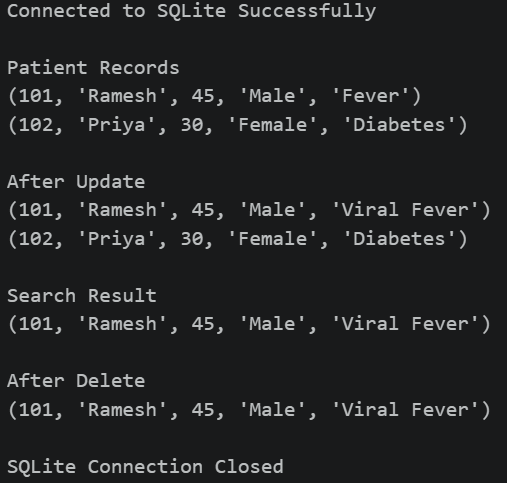 Connected to SQLite Successfully
Patient Records
(101, 'Ramesh', 45, 'Male', 'Fever')
(102, 'Priya', 30, 'Female', 'Diabetes')
After Update
(101, 'Ramesh', 45, 'Male', 'Viral Fever')
(102, 'Priya', 30, 'Female', 'Diabetes')
Search Result
(101, 'Ramesh', 45, 'Male', 'Viral Fever')
After Delete
(101, 'Ramesh', 45, 'Male', 'Viral Fever')
SQLite Connection Closed